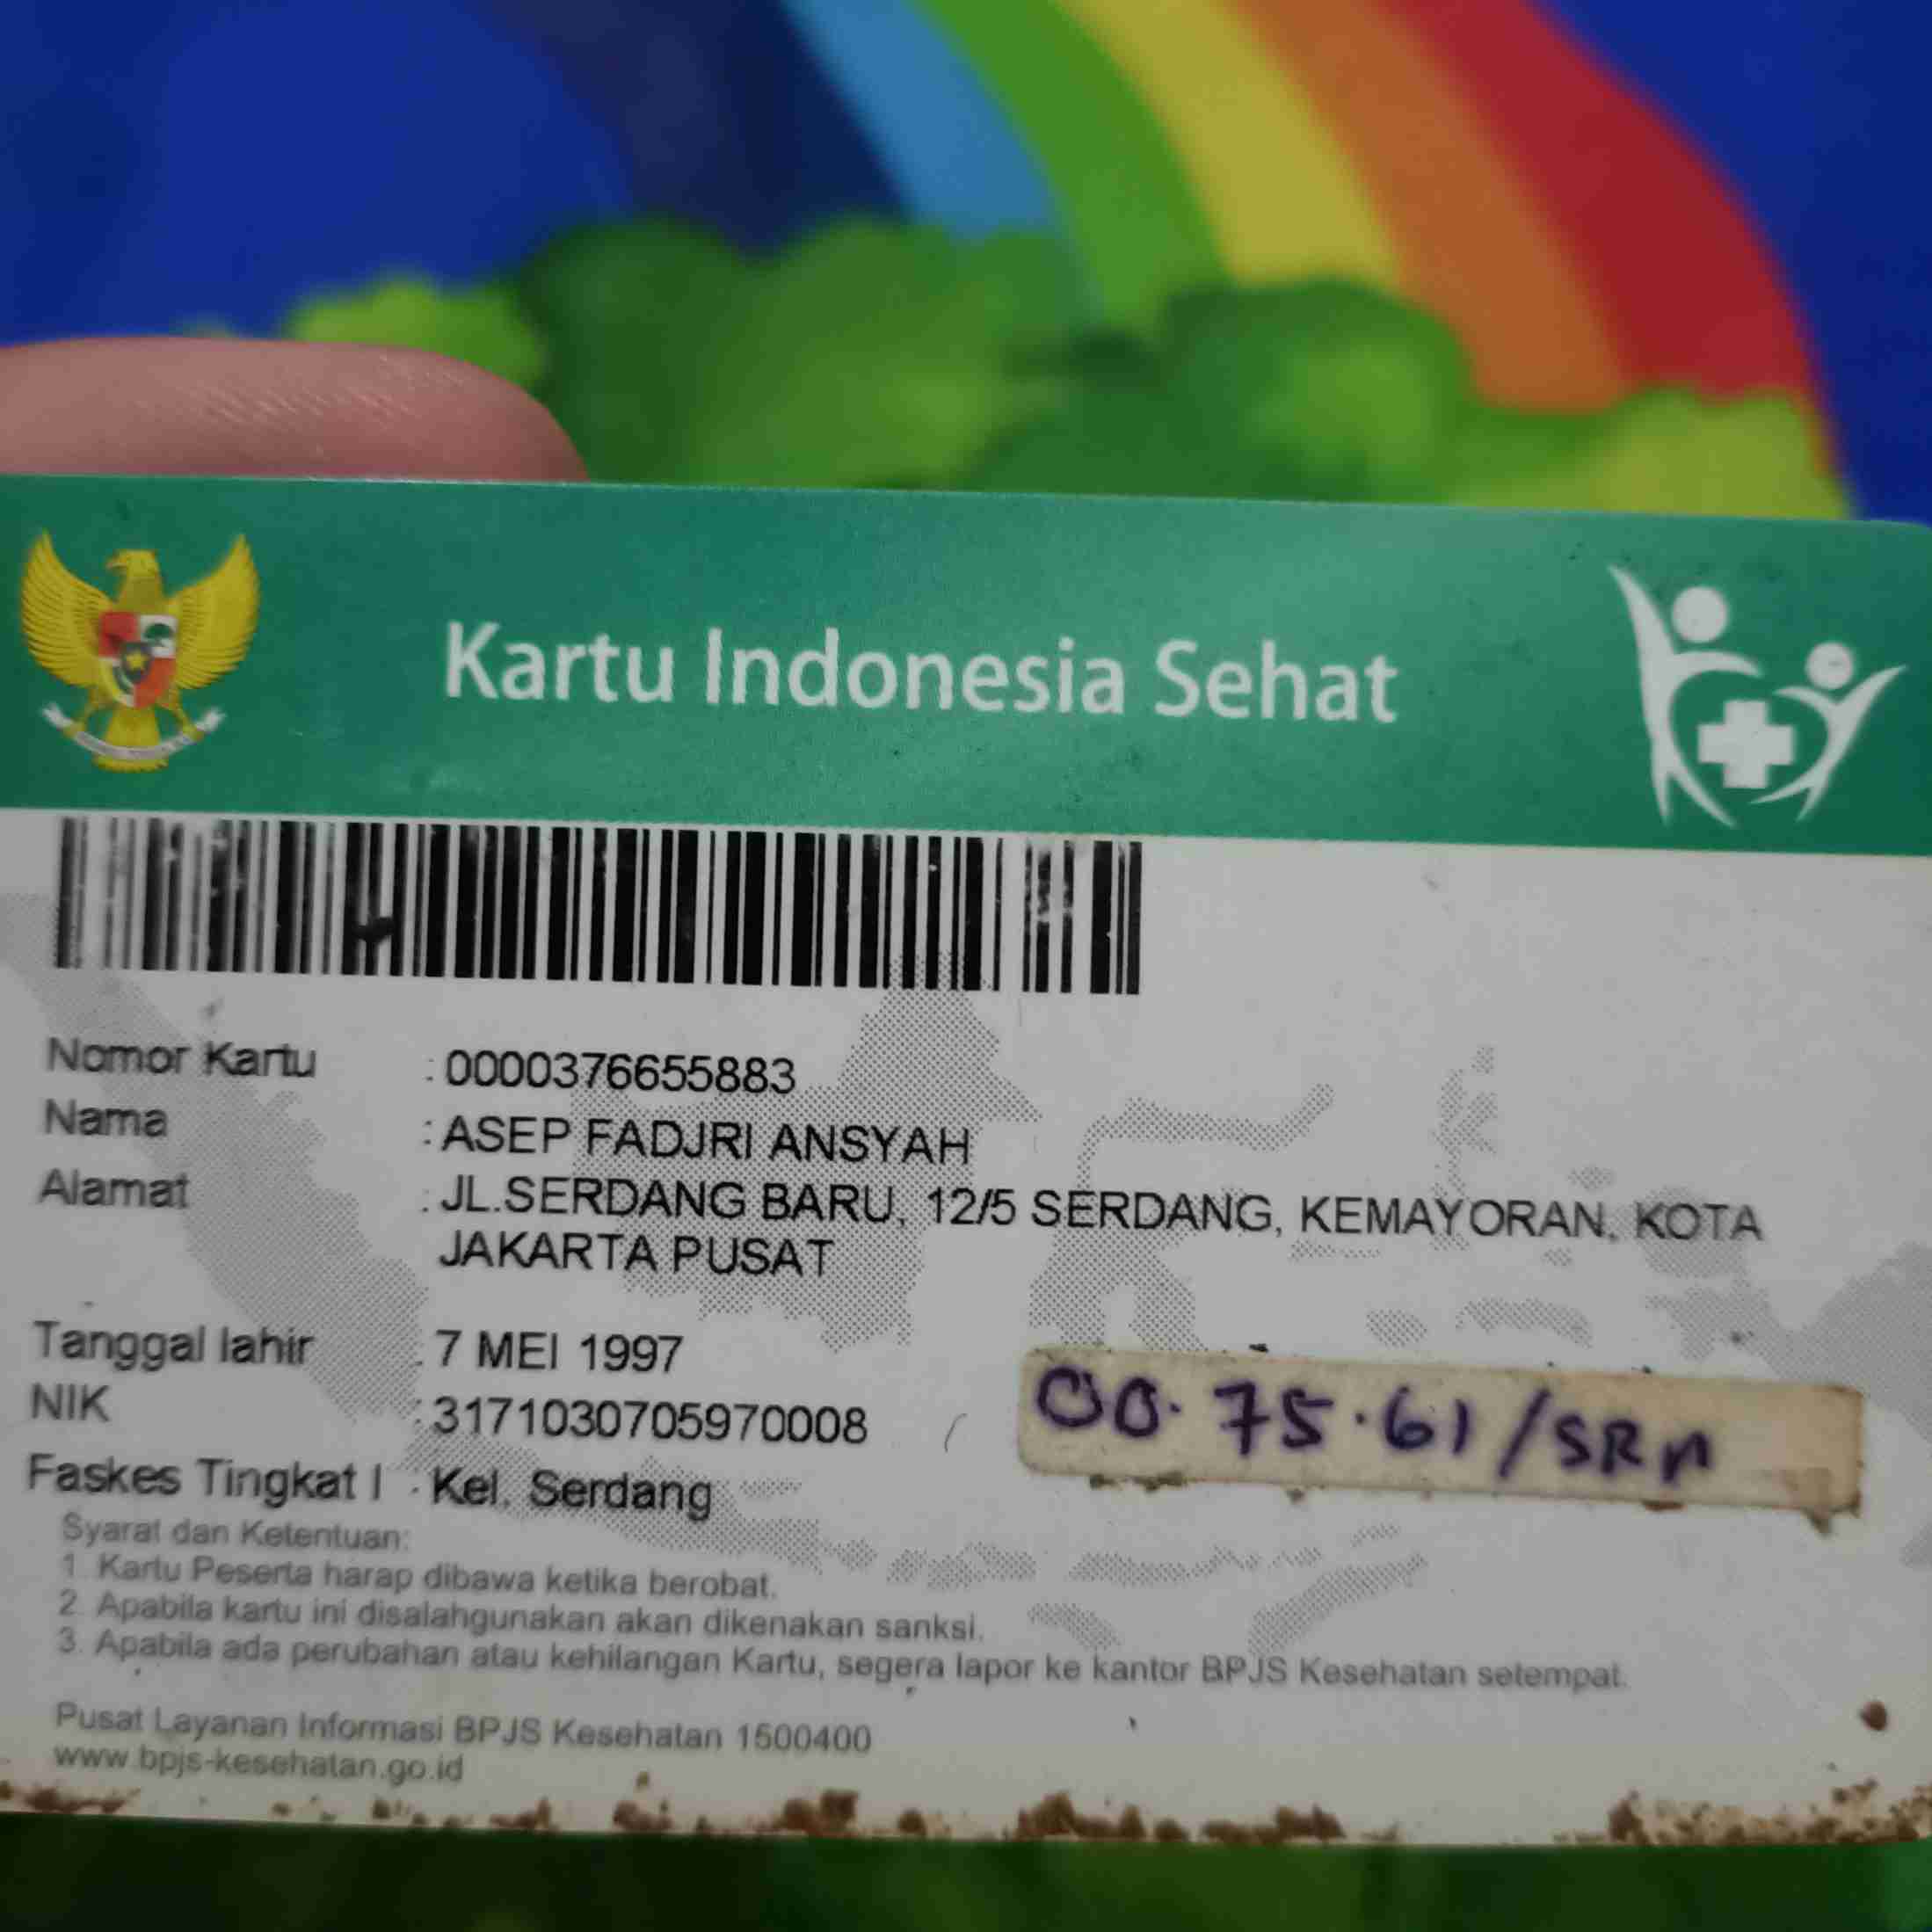 Kartu Indonesia Sehat
Nomor Kartu : 0000376655883
Nama : ASEP FADJRI ANSYAH
Alamat : JL.SERDANG BARU, 12/5 SERDANG, KEMAYORAN, KOTA
JAKARTA PUSAT
Tanggal lahir : 7 MEI 1997
NIK : 3171030705970008
00.75.61/SRn
Faskes Tingkat I : Kel. Serdang
Syarat dan Ketentuan:
1. Kartu Peserta harap dibawa ketika berobat.
2. Apabila kartu ini disalahgunakan akan dikenakan sanksi.
3. Apabila ada perubahan atau kehilangan Kartu, segera lapor ke kantor BPJS Kesehatan setempat.
Pusat Layanan Informasi BPJS Kesehatan 1500400
www.bpjs-kesehatan.go.id